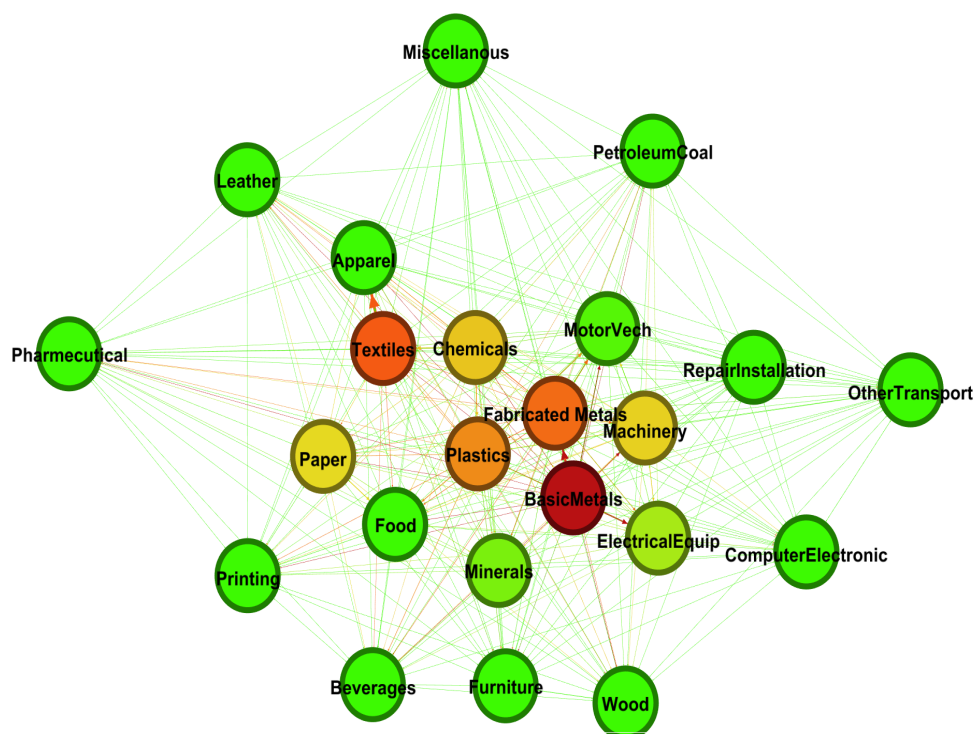 Miscellanous
PetroleumCoal
Leather
Apparel
MotorVech
Textiles
Chemicals
Pharmecutical
RepairInstallation
OtherTransport
Fabricated Metals
Machinery
Paper
Plastics
BasicMetals
Food
ElectricalEquip
ComputerElectronic
Minerals
Printing
Beverages
Furniture
Wood